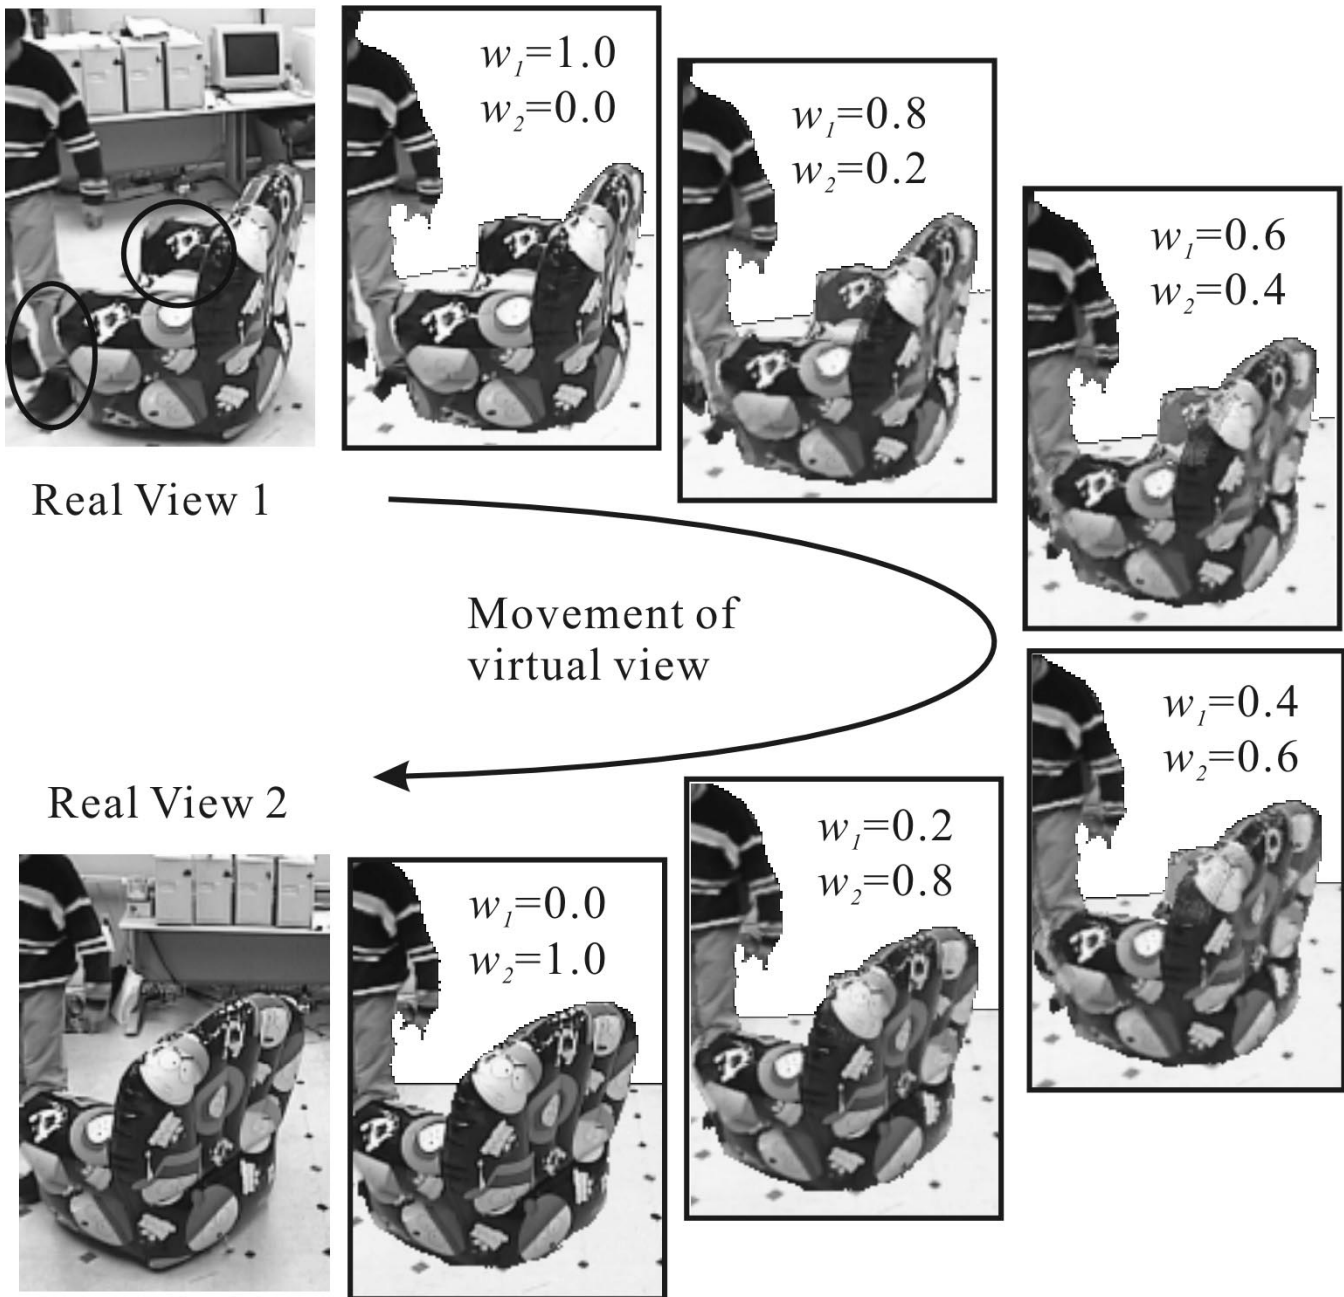 w₁=1.0
w₂=0.0
w₁=0.8
w₂=0.2
w₁=0.6
w₂=0.4
Real View 1
Movement of
virtual view
w₁=0.4
w₂=0.6
Real View 2
w₁=0.2
w₂=0.8
w₁=0.0
w₂=1.0